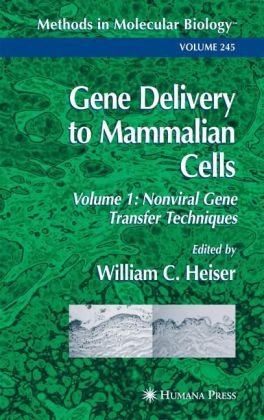 Methods in Molecular Biology™
VOLUME 245
Gene Delivery
to Mammalian
Cells
Volume 1: Nonviral Gene
Transfer Techniques
Edited by
William C. Heiser
HUMANA PRESS